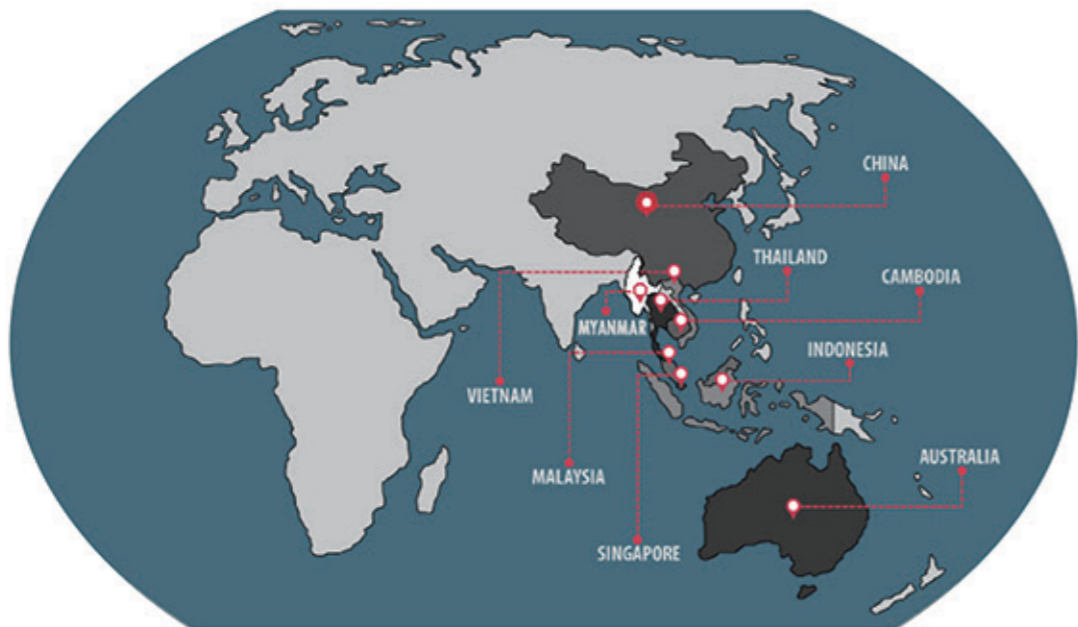 CHINA
THAILAND
CAMBODIA
MYANMAR
INDONESIA
VIETNAM
AUSTRALIA
MALAYSIA
SINGAPORE